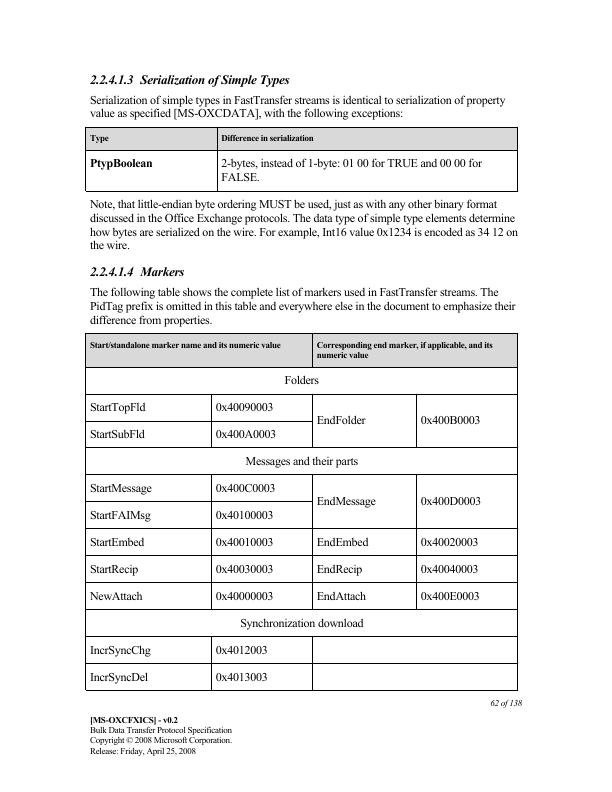 2.2.4.1.3 Serialization of Simple Types
Serialization of simple types in FastTransfer streams is identical to serialization of property
value as specified [MS-OXCDATA], with the following exceptions:
Type Difference in serialization
PtypBoolean 2-bytes, instead of 1-byte: 01 00 for TRUE and 00 00 for
FALSE.
Note, that little-endian byte ordering MUST be used, just as with any other binary format
discussed in the Office Exchange protocols. The data type of simple type elements determine
how bytes are serialized on the wire. For example, Int16 value 0x1234 is encoded as 34 12 on
the wire.
2.2.4.1.4 Markers
The following table shows the complete list of markers used in FastTransfer streams. The
PidTag prefix is omitted in this table and everywhere else in the document to emphasize their
difference from properties.
Start/standalone marker name and its numeric value Corresponding end marker, if applicable, and its
numeric value
Folders
StartTopFld 0x40090003
EndFolder 0x400B0003
StartSubFld 0x400A0003
Messages and their parts
StartMessage 0x400C0003
EndMessage 0x400D0003
StartFAIMsg 0x40100003
StartEmbed 0x40010003 EndEmbed 0x40020003
StartRecip 0x40030003 EndRecip 0x40040003
NewAttach 0x40000003 EndAttach 0x400E0003
Synchronization download
IncrSyncChg 0x4012003
IncrSyncDel 0x4013003
62 of 138
[MS-OXCFXICS] - v0.2
Bulk Data Transfer Protocol Specification
Copyright © 2008 Microsoft Corporation.
Release: Friday, April 25, 2008